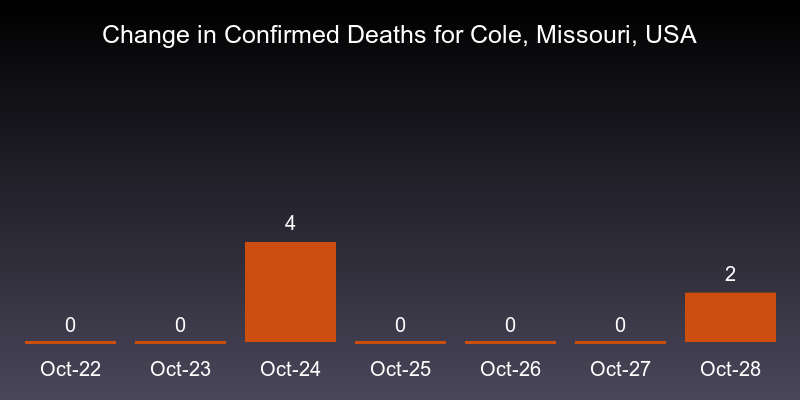 Change in Confirmed Deaths for Cole, Missouri, USA
4
2
0 0 0 0 0
Oct-22 Oct-23 Oct-24 Oct-25 Oct-26 Oct-27 Oct-28